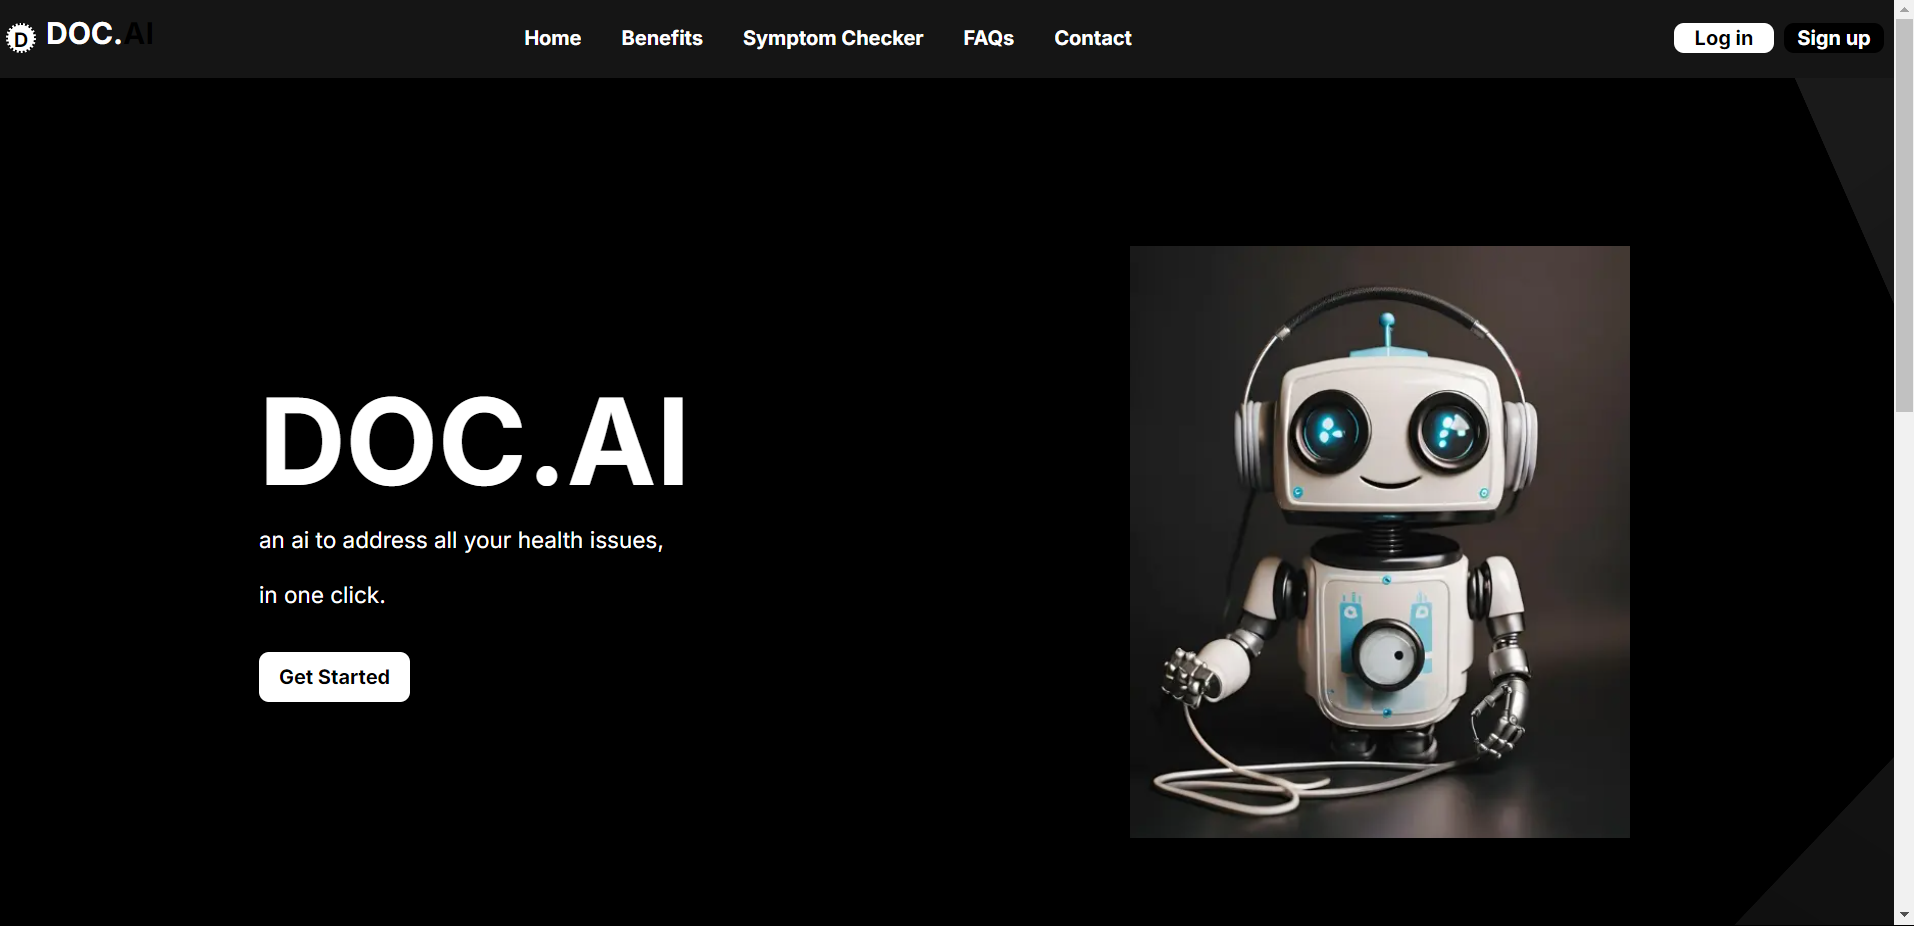 D DOC.AI
Home Benefits Symptom Checker FAQs Contact
Log in Sign up
DOC.AI
an ai to address all your health issues,
in one click.
Get Started